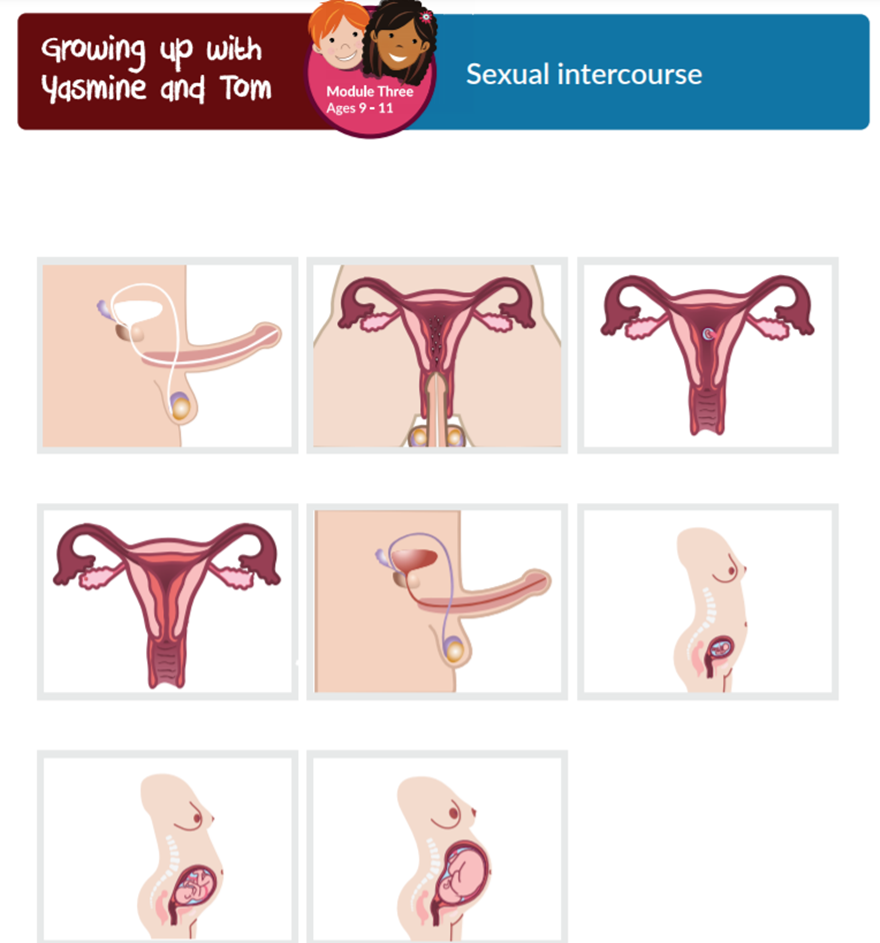 Growing up with
Yasmine and Tom
Module Three
Ages 9 - 11
Sexual intercourse